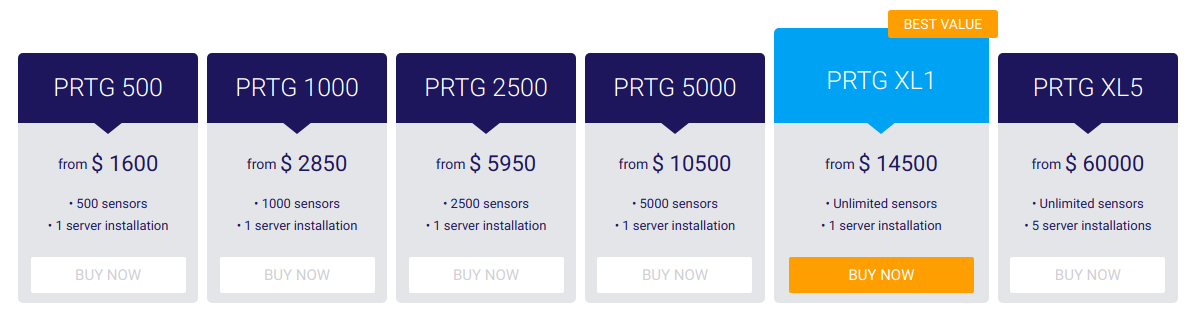 BEST VALUE
PRTG 500
from $ 1600
• 500 sensors
• 1 server installation
BUY NOW
PRTG 1000
from $ 2850
• 1000 sensors
• 1 server installation
BUY NOW
PRTG 2500
from $ 5950
• 2500 sensors
• 1 server installation
BUY NOW
PRTG 5000
from $ 10500
• 5000 sensors
• 1 server installation
BUY NOW
PRTG XL1
from $ 14500
• Unlimited sensors
• 1 server installation
BUY NOW
PRTG XL5
from $ 60000
• Unlimited sensors
• 5 server installations
BUY NOW